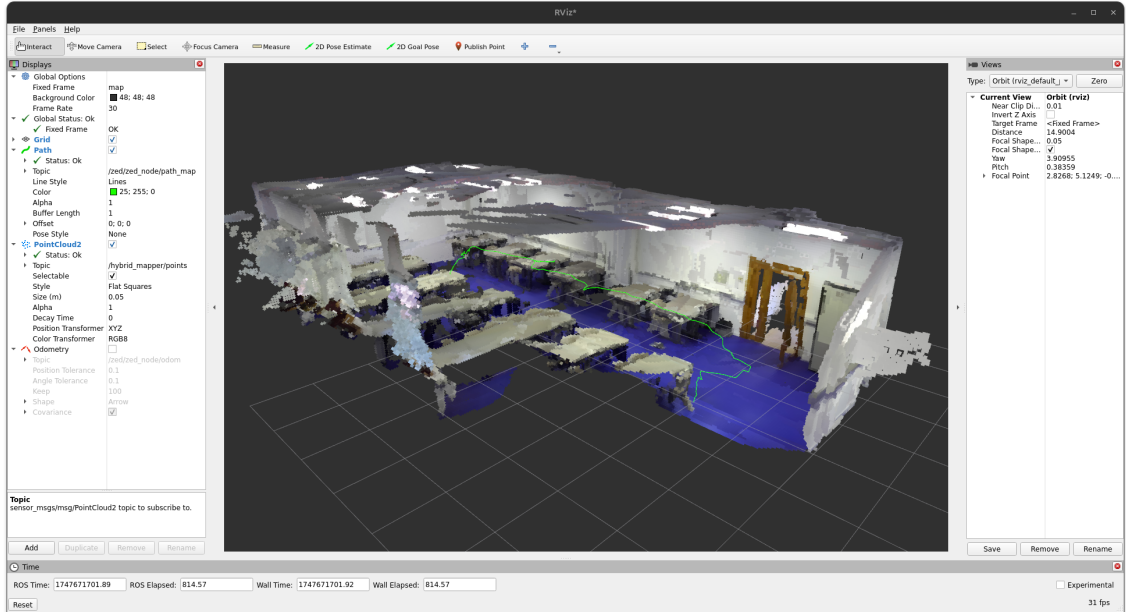 RViz*
File Panels Help
Interact Move Camera Select Focus Camera Measure 2D Pose Estimate 2D Goal Pose Publish Point
Displays
Global Options
Fixed Frame map
Background Color 48; 48; 48
Frame Rate 30
Global Status: Ok
Fixed Frame OK
Grid
Path
Status: Ok
Topic /zed/zed_node/path_map
Line Style Lines
Color 25; 255; 0
Alpha 1
Buffer Length 1
Offset 0; 0; 0
Pose Style None
PointCloud2
Status: Ok
Topic /hybrid_mapper/points
Selectable
Style Flat Squares
Size (m) 0.05
Alpha 1
Decay Time 0
Position Transformer XYZ
Color Transformer RGB8
Odometry
Topic /zed/zed_node/odom
Position Tolerance 0.1
Angle Tolerance 0.1
Keep 100
Shape Arrow
Covariance
Topic
sensor_msgs/msg/PointCloud2 topic to subscribe to.
Add Duplicate Remove Rename
Views
Type: Orbit (rviz_default_ Zero
Current View Orbit (rviz)
Near Clip Di... 0.01
Invert Z Axis
Target Frame <Fixed Frame>
Distance 14.9004
Focal Shape... 0.05
Focal Shape...
Yaw 3.90955
Pitch 0.38359
Focal Point 2.8268; 5.1249; -0....
Save Remove Rename
Time
ROS Time: 1747671701.89 ROS Elapsed: 814.57 Wall Time: 1747671701.92 Wall Elapsed: 814.57 Experimental
Reset 31 fps